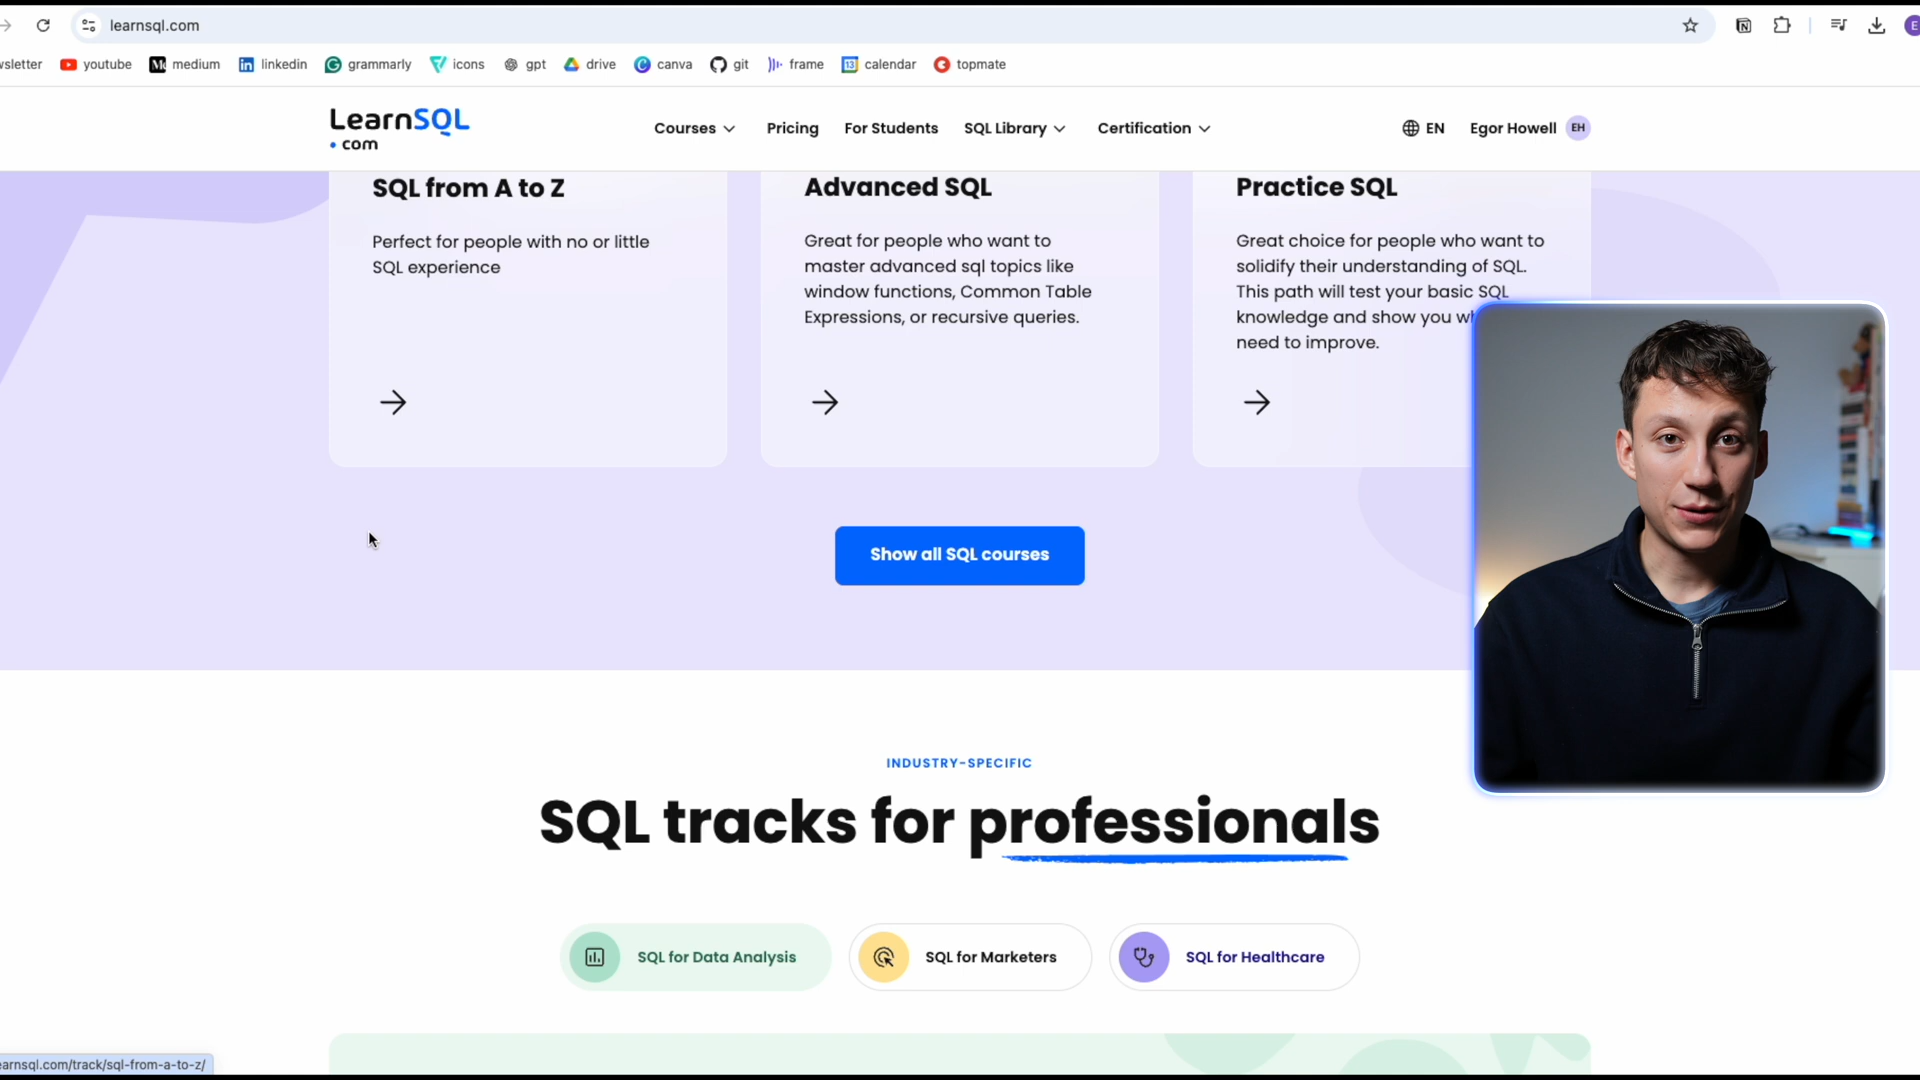 learnsql.com
youtube
medium
linkedin
grammarly
icons
gpt
drive
canva
git
frame
calendar
topmate
LearnSQL
• com
Courses
Pricing
For Students
SQL Library
Certification
EN
Egor Howell
EH
SQL from A to Z
Perfect for people with no or little
SQL experience
Advanced SQL
Great for people who want to
master advanced sql topics like
window functions, Common Table
Expressions, or recursive queries.
Practice SQL
Great choice for people who want to
solidify their understanding of SQL.
This path will test your basic SQL
knowledge and show you
need to improve.
Show all SQL courses
INDUSTRY-SPECIFIC
SQL tracks for professionals
SQL for Data Analysis
SQL for Marketers
SQL for Healthcare
earnsql.com/track/sql-from-a-to-z/